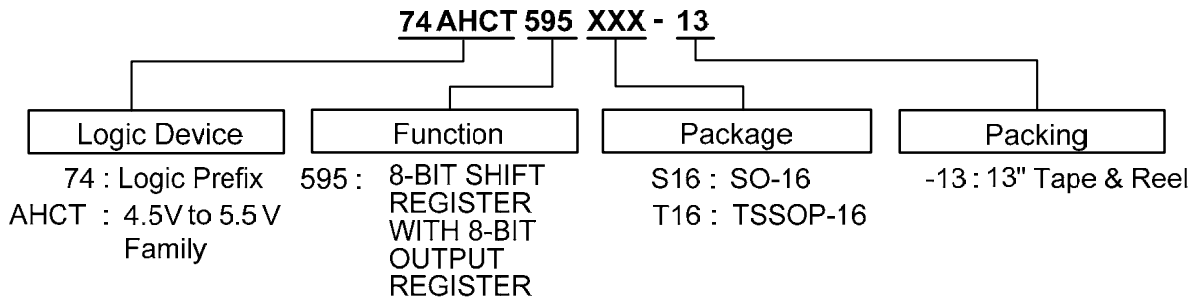 74 AHCT 595 XXX - 13
Logic Device
74 : Logic Prefix
AHCT : 4.5V to 5.5 V
Family
Function
595 : 8-BIT SHIFT
REGISTER
WITH 8-BIT
OUTPUT
REGISTER
Package
S16 : SO-16
T16 : TSSOP-16
Packing
-13 : 13" Tape & Reel